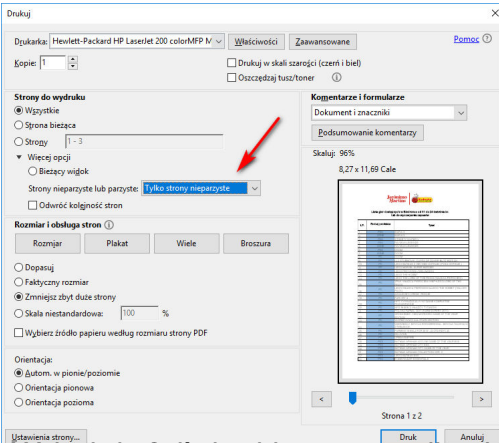 Drukuj
Drukarka: Hewlett-Packard HP LaserJet 200 colorMFP M Właściwości Zaawansowane Pomoc
Kopie: 1
Drukuj w skali szarości (czerń i biel)
Oszczędzaj tusz/toner
Strony do wydruku
Wszystkie
Strona bieżąca
Strony 1 - 3
Więcej opcji
Bieżący widok
Strony nieparzyste lub parzyste: Tylko strony nieparzyste
Odwróć kolejność stron
Rozmiar i obsługa stron
Rozmiar Plakat Wiele Broszura
Dopasuj
Faktyczny rozmiar
Zmniejsz zbyt duże strony
Skala niestandardowa: 100 %
Wybierz źródło papieru według rozmiaru strony PDF
Orientacja:
Autom. w pionie/poziomie
Orientacja pionowa
Orientacja pozioma
Komentarze i formularze
Dokument i znaczniki
Podsumowanie komentarzy
Skaluj: 96%
8,27 x 11,69 Cale
< >
Strona 1 z 2
Ustawienia strony...
Druk Anuluj